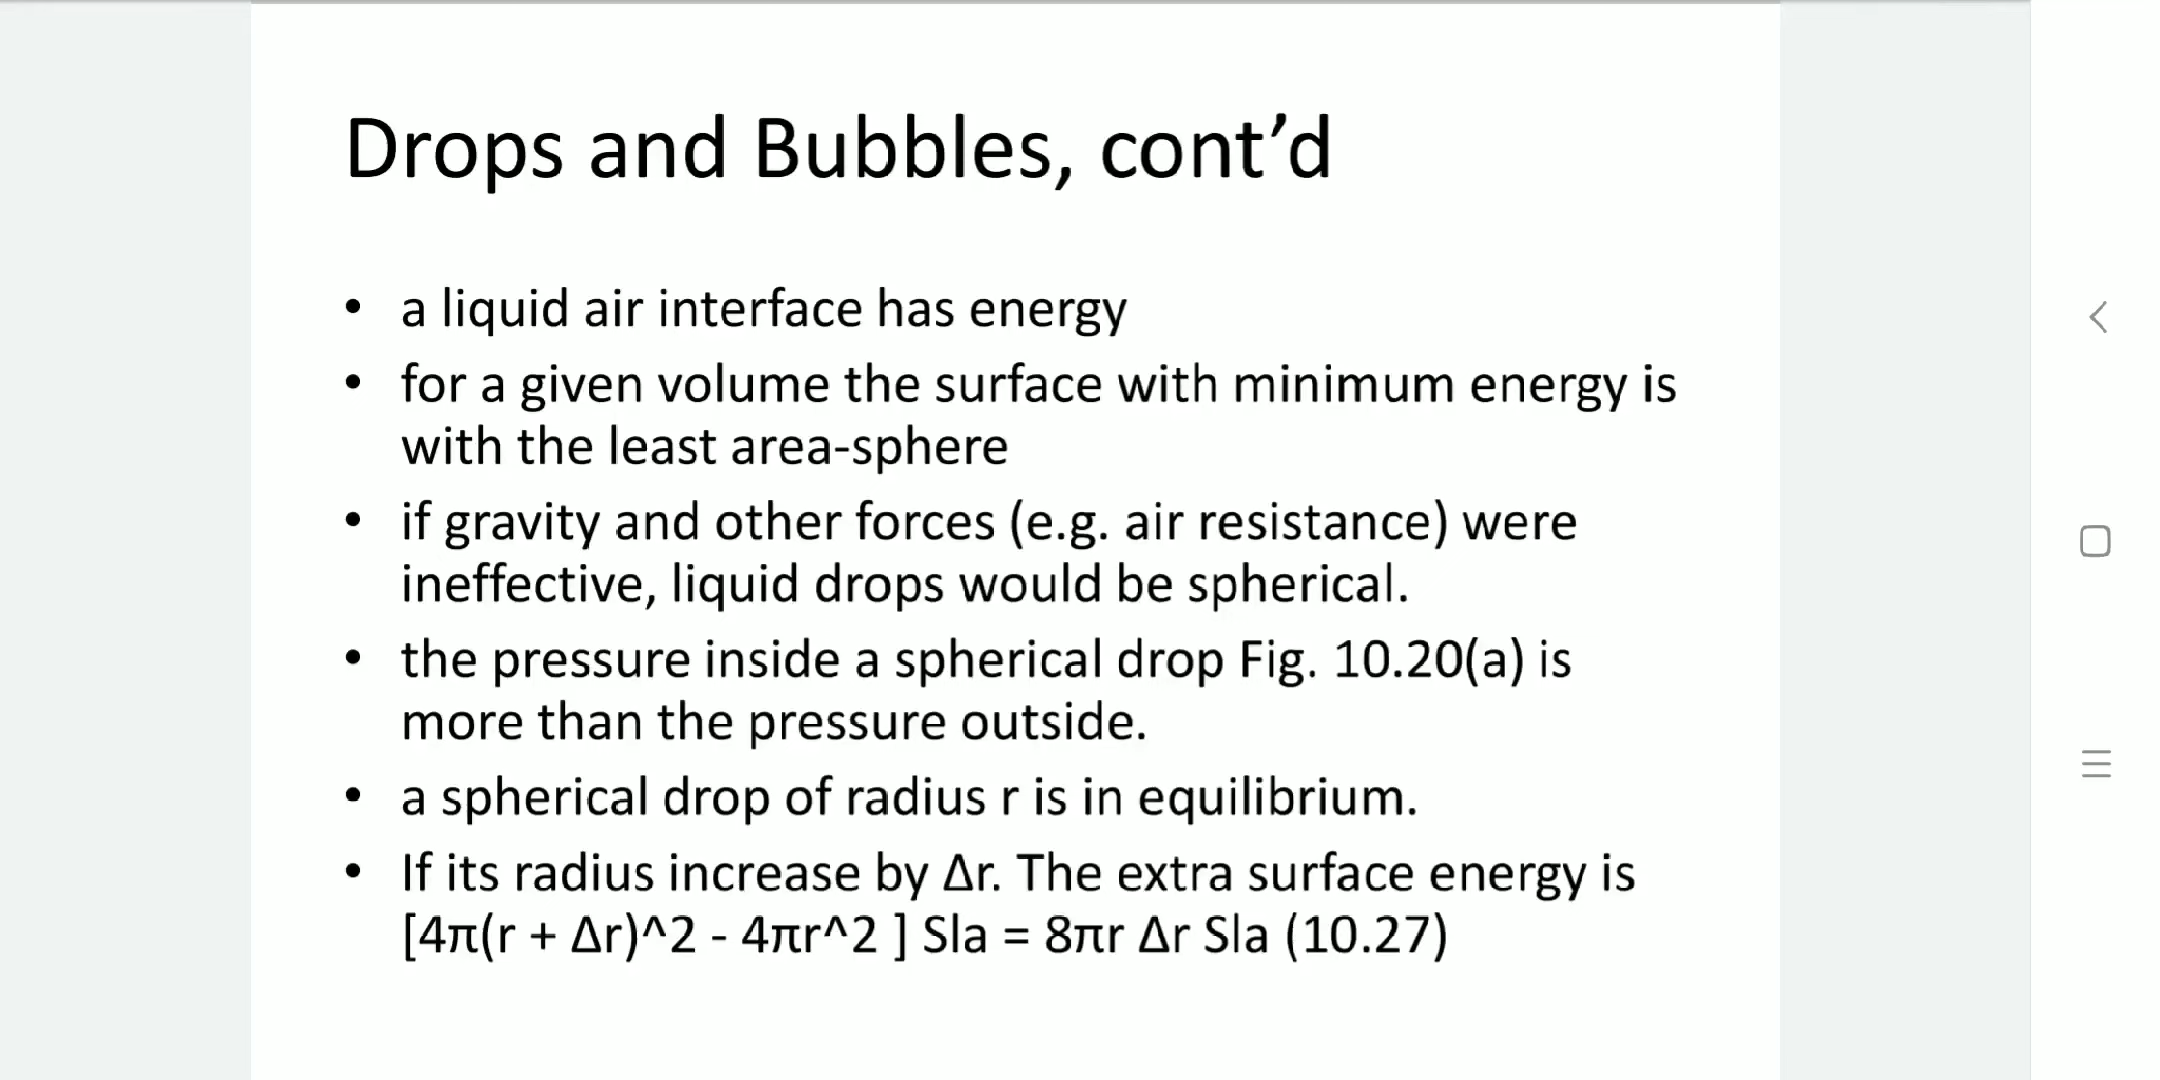 Drops and Bubbles, cont’d
• a liquid air interface has energy
• for a given volume the surface with minimum energy is
with the least area-sphere
• if gravity and other forces (e.g. air resistance) were
ineffective, liquid drops would be spherical.
• the pressure inside a spherical drop Fig. 10.20(a) is
more than the pressure outside.
• a spherical drop of radius r is in equilibrium.
• If its radius increase by Δr. The extra surface energy is
[4π(r + Δr)^2 - 4πr^2 ] Sla = 8πr Δr Sla (10.27)